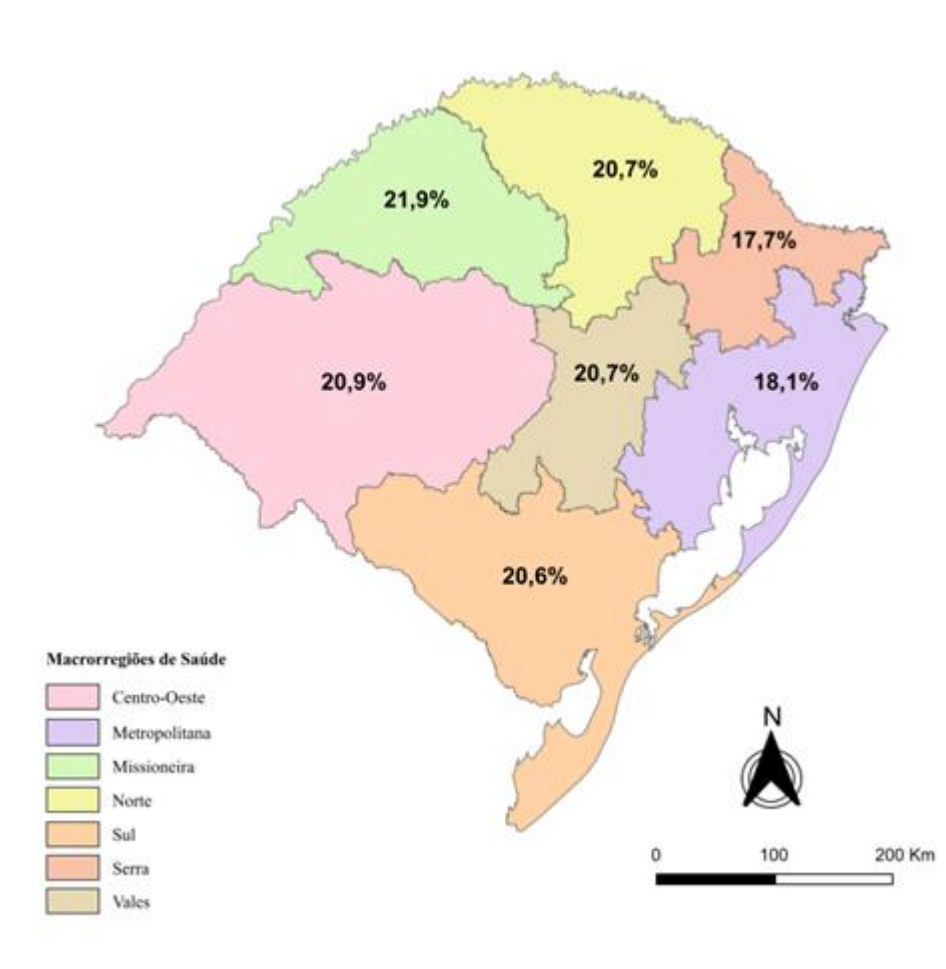 20,7%
21,9%
17,7%
20,9%
20,7%
18,1%
20,6%
Macrorregiões de Saúde
Centro-Oeste
Metropolitana
Missioneira
Norte
Sul
Serra
Vales
N
0 100 200 Km